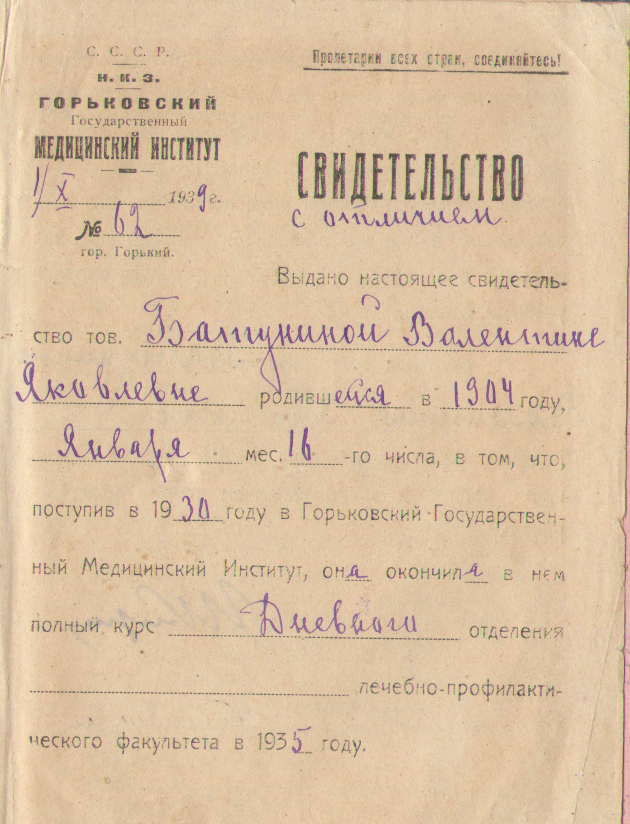 С. С. С. Р.
Н. К. З.
ГОРЬКОВСКИЙ
Государственный
МЕДИЦИНСКИЙ ИНСТИТУТ
1/X 1939 г.
№ 62
гор. Горький.
Пролетарии всех стран, соединяйтесь!
СВИДЕТЕЛЬСТВО
с отличием.
Выдано настоящее свидетель-
ство тов. Батуниной Валентине
Яковлевне родившейся в 1904 году,
Января мес. 16 -го числа, в том, что,
поступив в 1930 году в Горьковский Государствен-
ный Медицинский Институт, она окончила в нем
полный курс Дневного отделения
лечебно-профилакти-
ческого факультета в 1935 году.